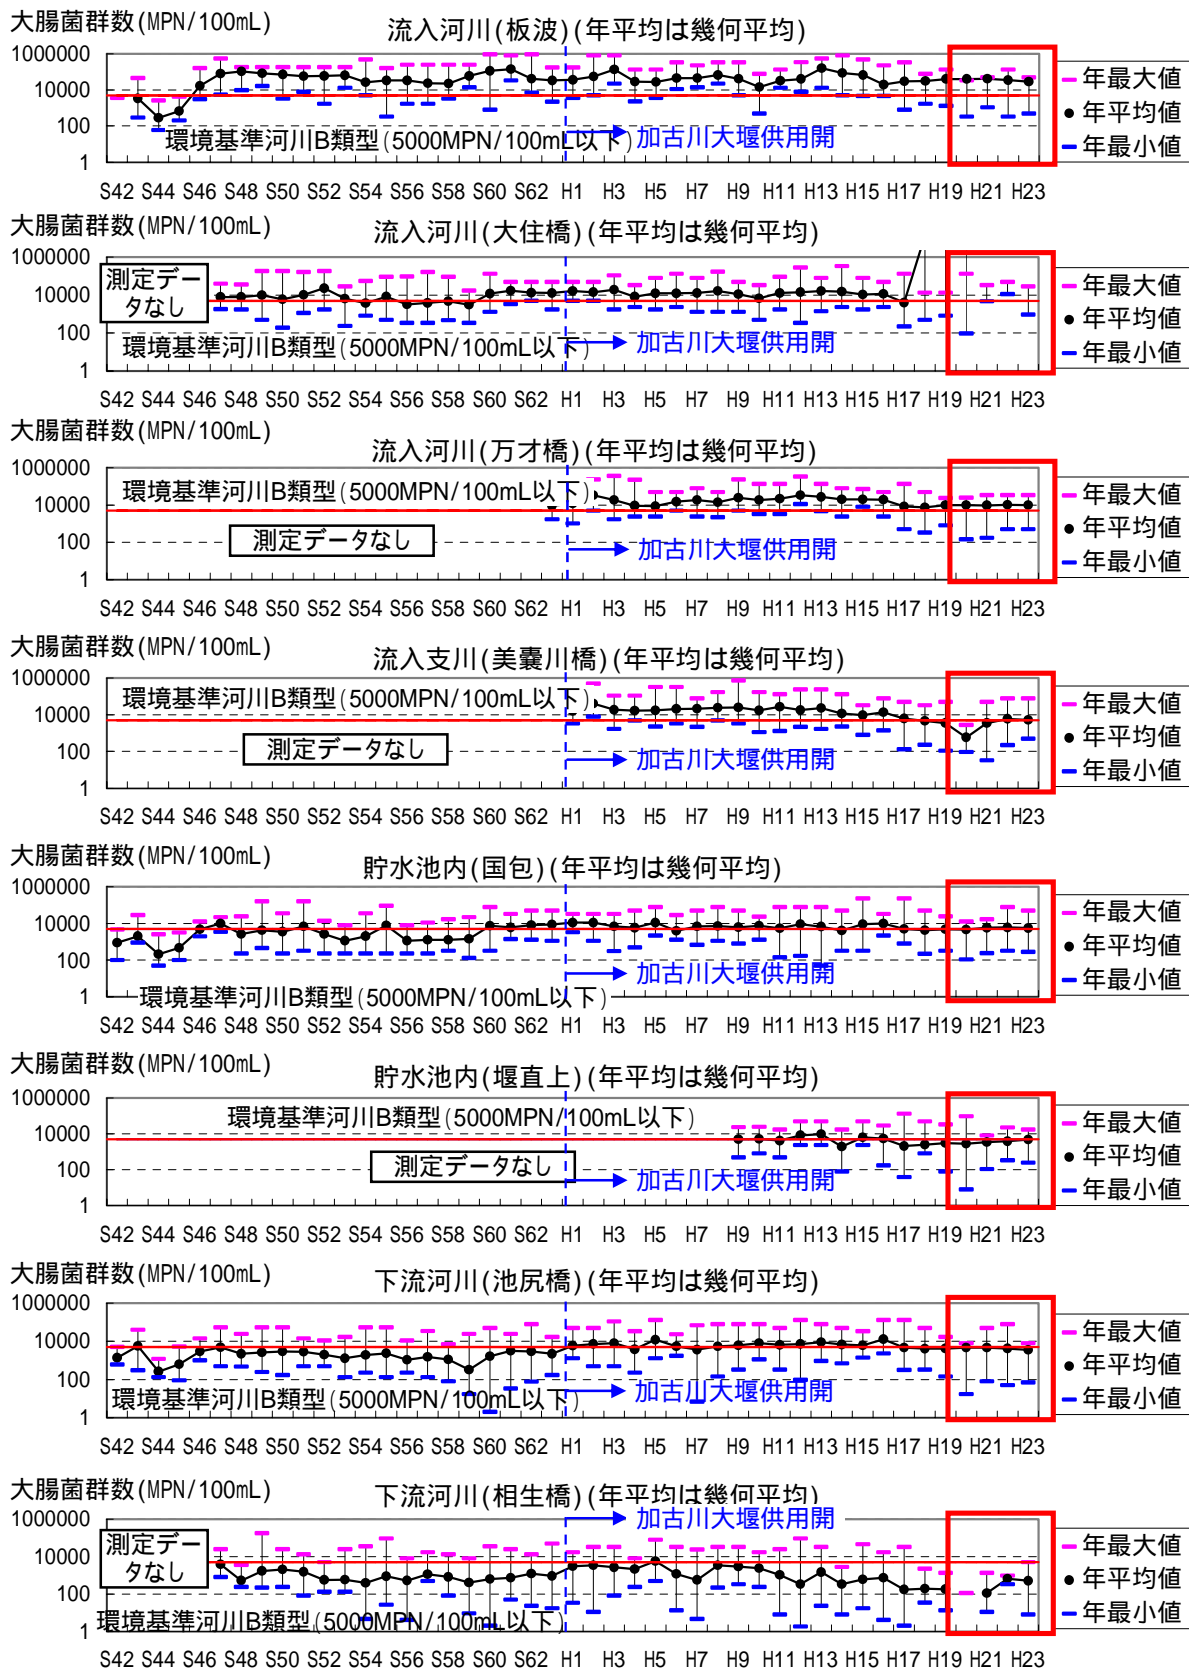 大腸菌群数(MPN/100mL)
流入河川(板波)(年平均は幾何平均)
1000000
10000
100
1
環境基準河川B類型(5000MPN/100mL以下)
加古川大堰供用開
年最大値
年平均値
年最小値
S42 S44 S46 S48 S50 S52 S54 S56 S58 S60 S62 H1 H3 H5 H7 H9 H11 H13 H15 H17 H19 H21 H23
大腸菌群数(MPN/100mL)
流入河川(大住橋)(年平均は幾何平均)
1000000
10000
100
1
測定デー
タなし
環境基準河川B類型(5000MPN/100mL以下)
加古川大堰供用開
年最大値
年平均値
年最小値
S42 S44 S46 S48 S50 S52 S54 S56 S58 S60 S62 H1 H3 H5 H7 H9 H11 H13 H15 H17 H19 H21 H23
大腸菌群数(MPN/100mL)
流入河川(万才橋)(年平均は幾何平均)
1000000
10000
100
1
環境基準河川B類型(5000MPN/100mL以下)
測定データなし
加古川大堰供用開
年最大値
年平均値
年最小値
S42 S44 S46 S48 S50 S52 S54 S56 S58 S60 S62 H1 H3 H5 H7 H9 H11 H13 H15 H17 H19 H21 H23
大腸菌群数(MPN/100mL)
流入支川(美嚢川橋)(年平均は幾何平均)
1000000
10000
100
1
環境基準河川B類型(5000MPN/100mL以下)
測定データなし
加古川大堰供用開
年最大値
年平均値
年最小値
S42 S44 S46 S48 S50 S52 S54 S56 S58 S60 S62 H1 H3 H5 H7 H9 H11 H13 H15 H17 H19 H21 H23
大腸菌群数(MPN/100mL)
貯水池内(国包)(年平均は幾何平均)
1000000
10000
100
1
環境基準河川B類型(5000MPN/100mL以下)
加古川大堰供用開
年最大値
年平均値
年最小値
S42 S44 S46 S48 S50 S52 S54 S56 S58 S60 S62 H1 H3 H5 H7 H9 H11 H13 H15 H17 H19 H21 H23
大腸菌群数(MPN/100mL)
貯水池内(堰直上)(年平均は幾何平均)
1000000
10000
100
1
環境基準河川B類型(5000MPN/100mL以下)
測定データなし
加古川大堰供用開
年最大値
年平均値
年最小値
S42 S44 S46 S48 S50 S52 S54 S56 S58 S60 S62 H1 H3 H5 H7 H9 H11 H13 H15 H17 H19 H21 H23
大腸菌群数(MPN/100mL)
下流河川(池尻橋)(年平均は幾何平均)
1000000
10000
100
1
環境基準河川B類型(5000MPN/100mL以下)
加古川大堰供用開
年最大値
年平均値
年最小値
S42 S44 S46 S48 S50 S52 S54 S56 S58 S60 S62 H1 H3 H5 H7 H9 H11 H13 H15 H17 H19 H21 H23
大腸菌群数(MPN/100mL)
下流河川(相生橋)(年平均は幾何平均)
加古川大堰供用開
1000000
10000
100
1
測定デー
タなし
環境基準河川B類型(5000MPN/100mL以下)
年最大値
年平均値
年最小値
S42 S44 S46 S48 S50 S52 S54 S56 S58 S60 S62 H1 H3 H5 H7 H9 H11 H13 H15 H17 H19 H21 H23